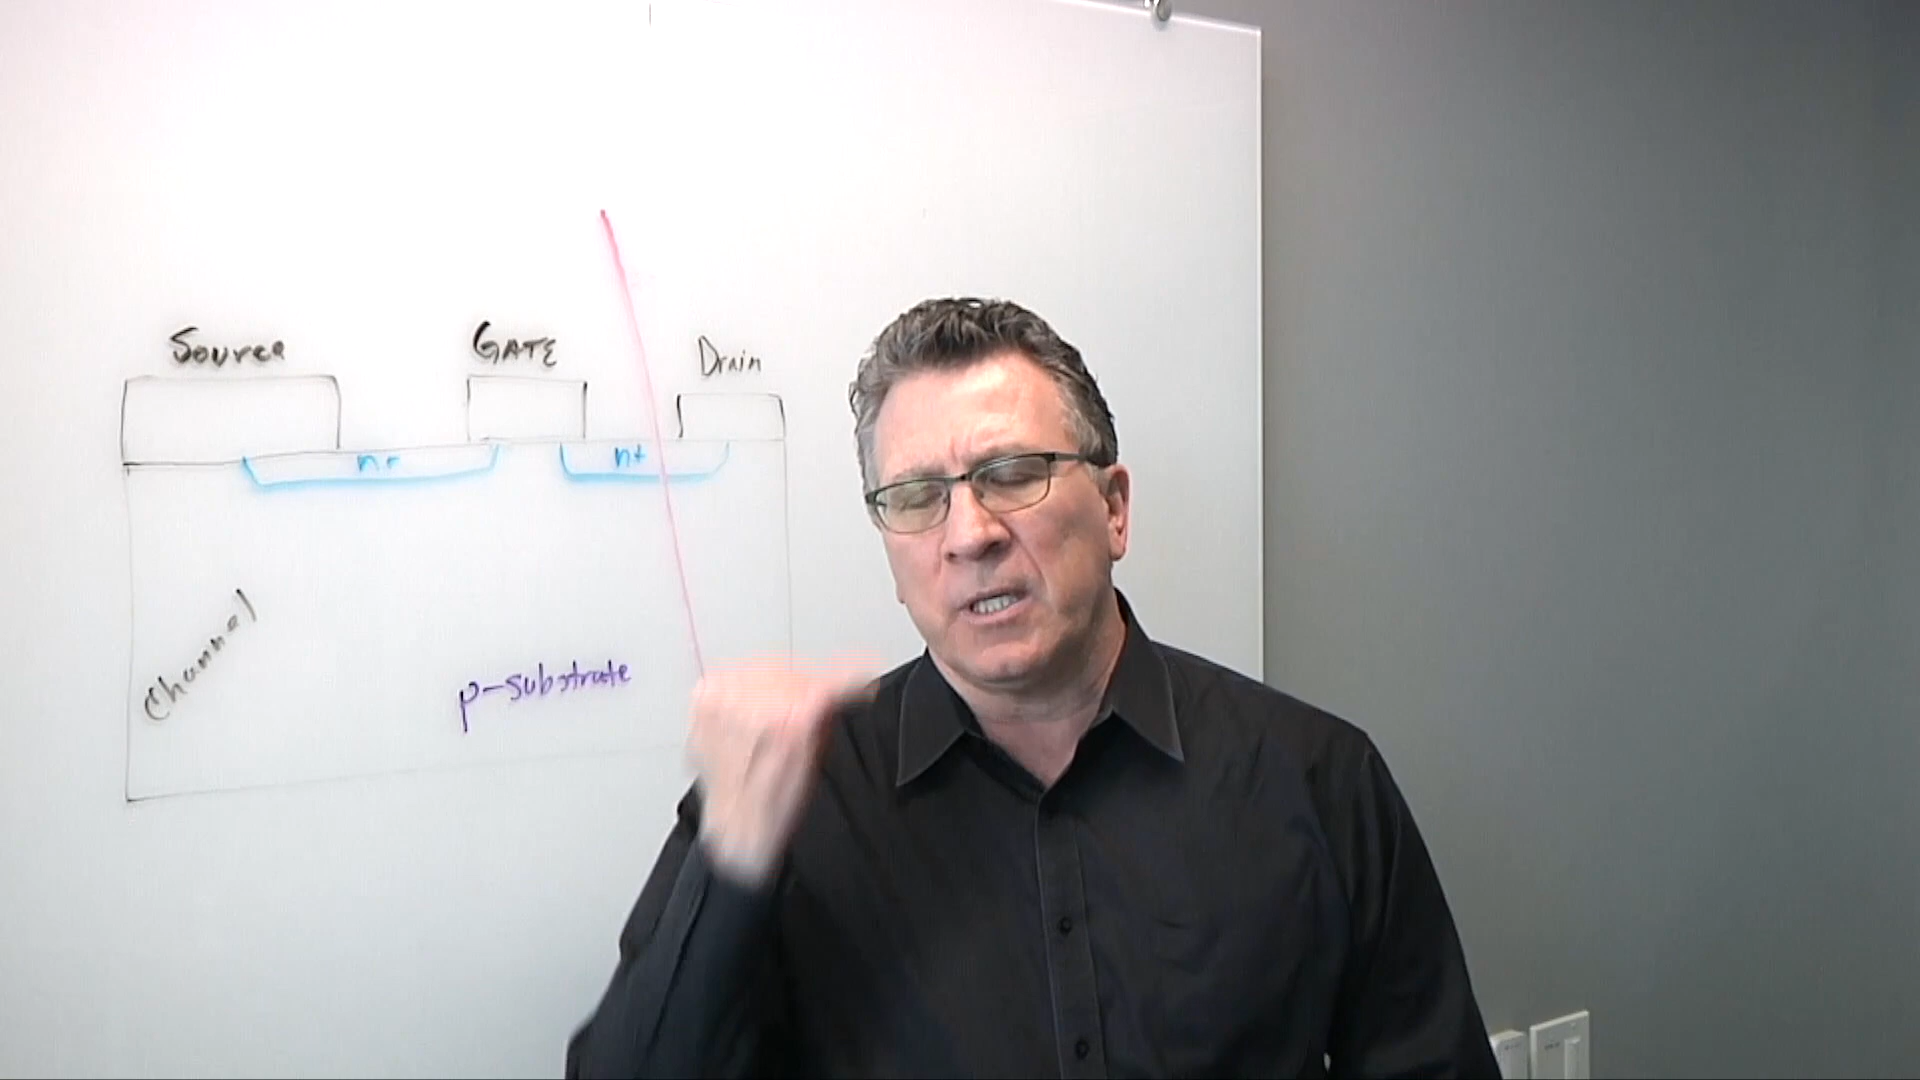 Source
GATE
Drain
n+
n+
Channel
p-substrate